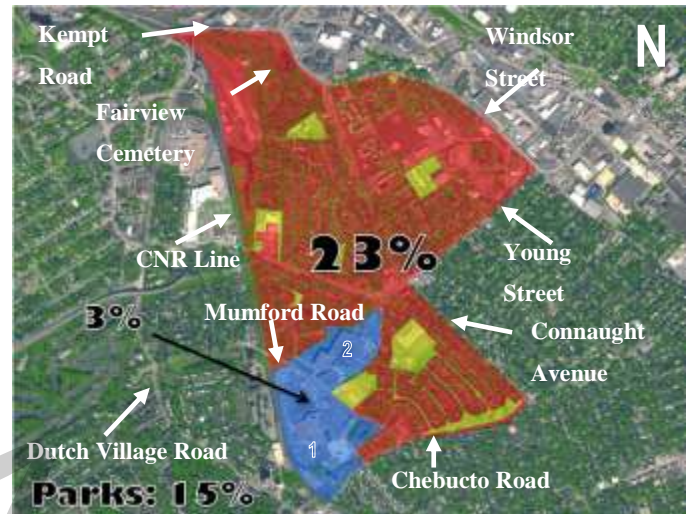 Kempt
Road
Windsor
Street
N
Fairview
Cemetery
CNR Line
23%
Young
Street
Mumford Road
3%
2
Connaught
Avenue
Dutch Village Road
1
Chebucto Road
Parks: 15%